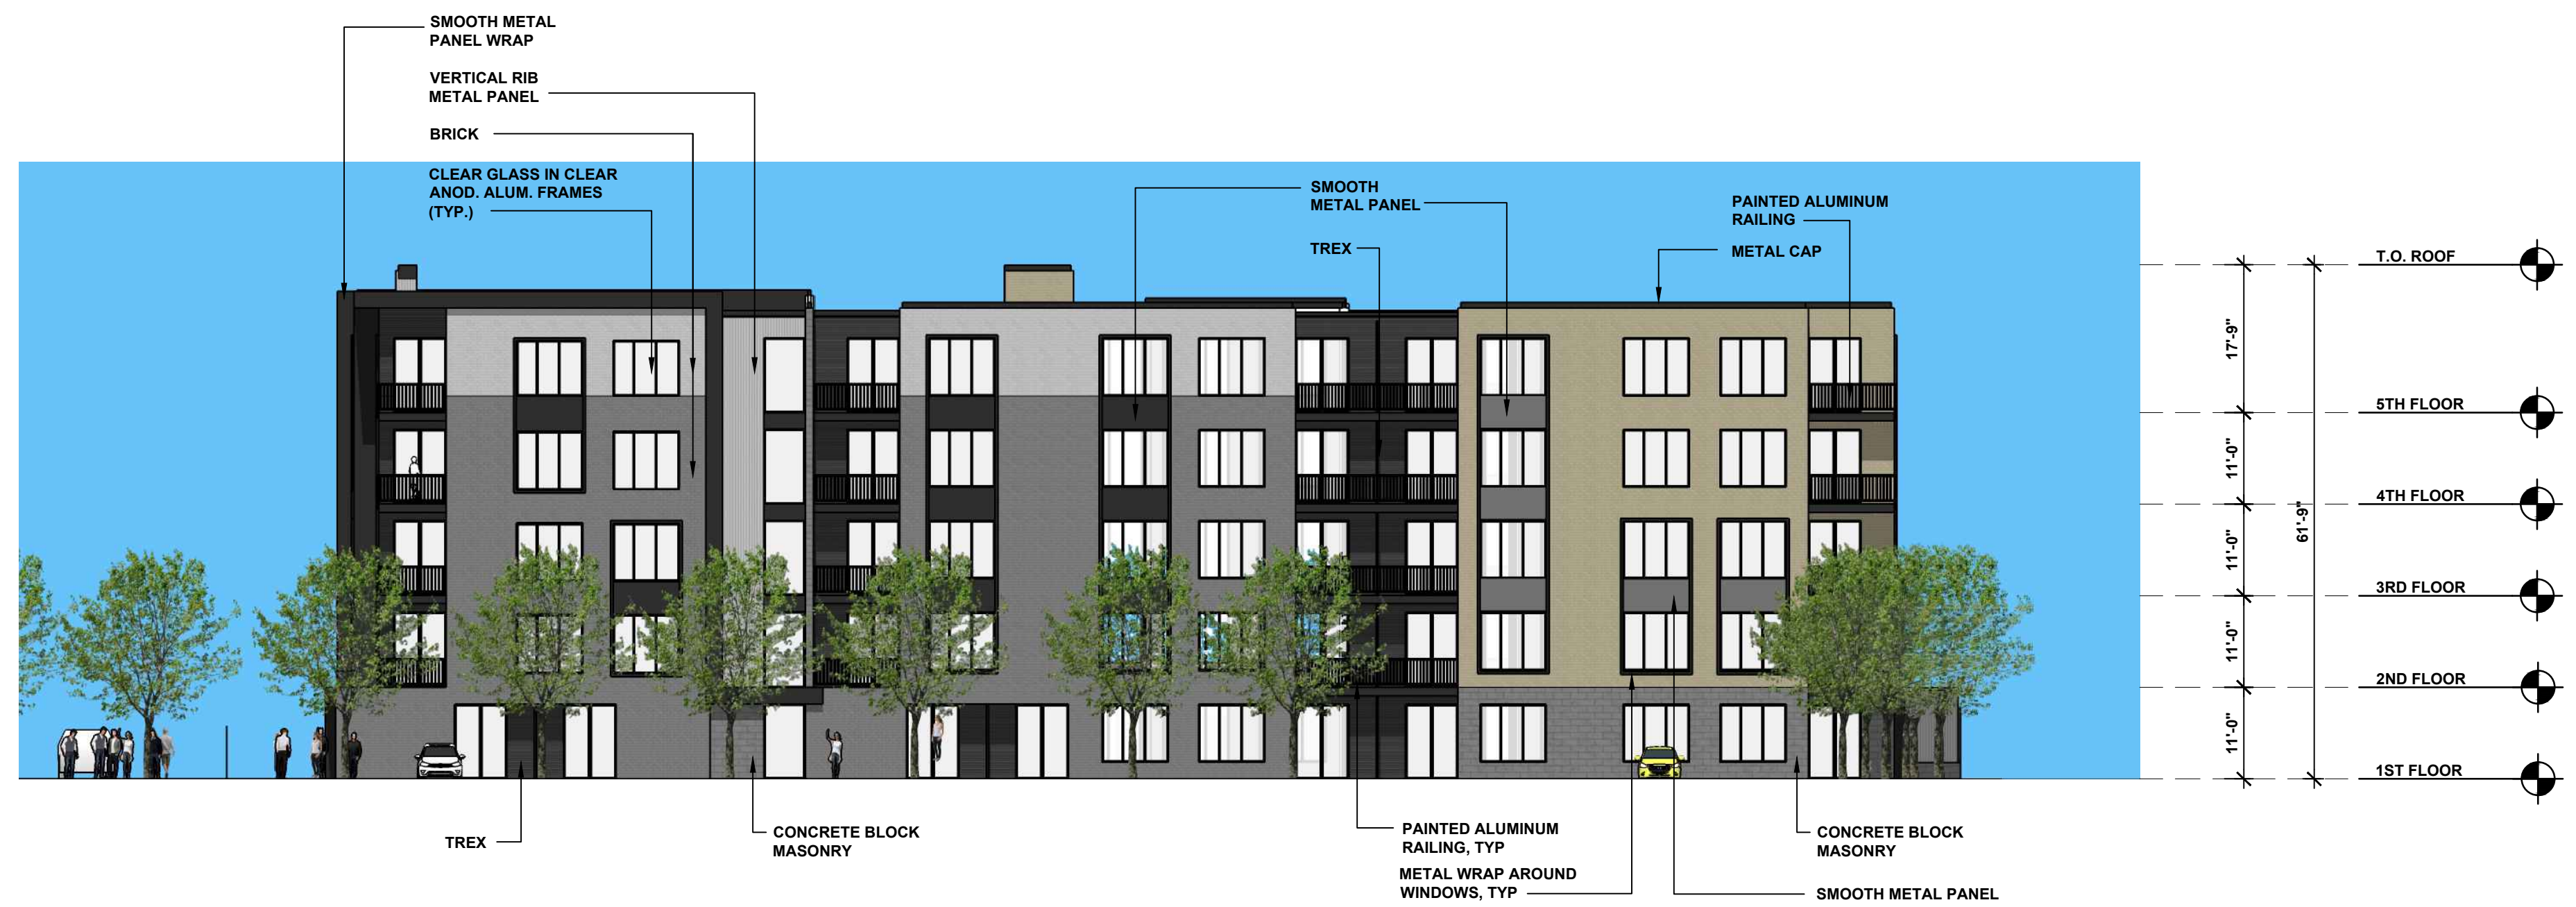 SMOOTH METAL
PANEL WRAP
VERTICAL RIB
METAL PANEL
BRICK
CLEAR GLASS IN CLEAR
ANOD. ALUM. FRAMES
(TYP.)
SMOOTH
METAL PANEL
TREX
PAINTED ALUMINUM
RAILING
METAL CAP
T.O. ROOF
17'-9"
5TH FLOOR
11'-0"
4TH FLOOR
61'-9"
11'-0"
3RD FLOOR
11'-0"
2ND FLOOR
11'-0"
1ST FLOOR
TREX
CONCRETE BLOCK
MASONRY
PAINTED ALUMINUM
RAILING, TYP
METAL WRAP AROUND
WINDOWS, TYP
CONCRETE BLOCK
MASONRY
SMOOTH METAL PANEL